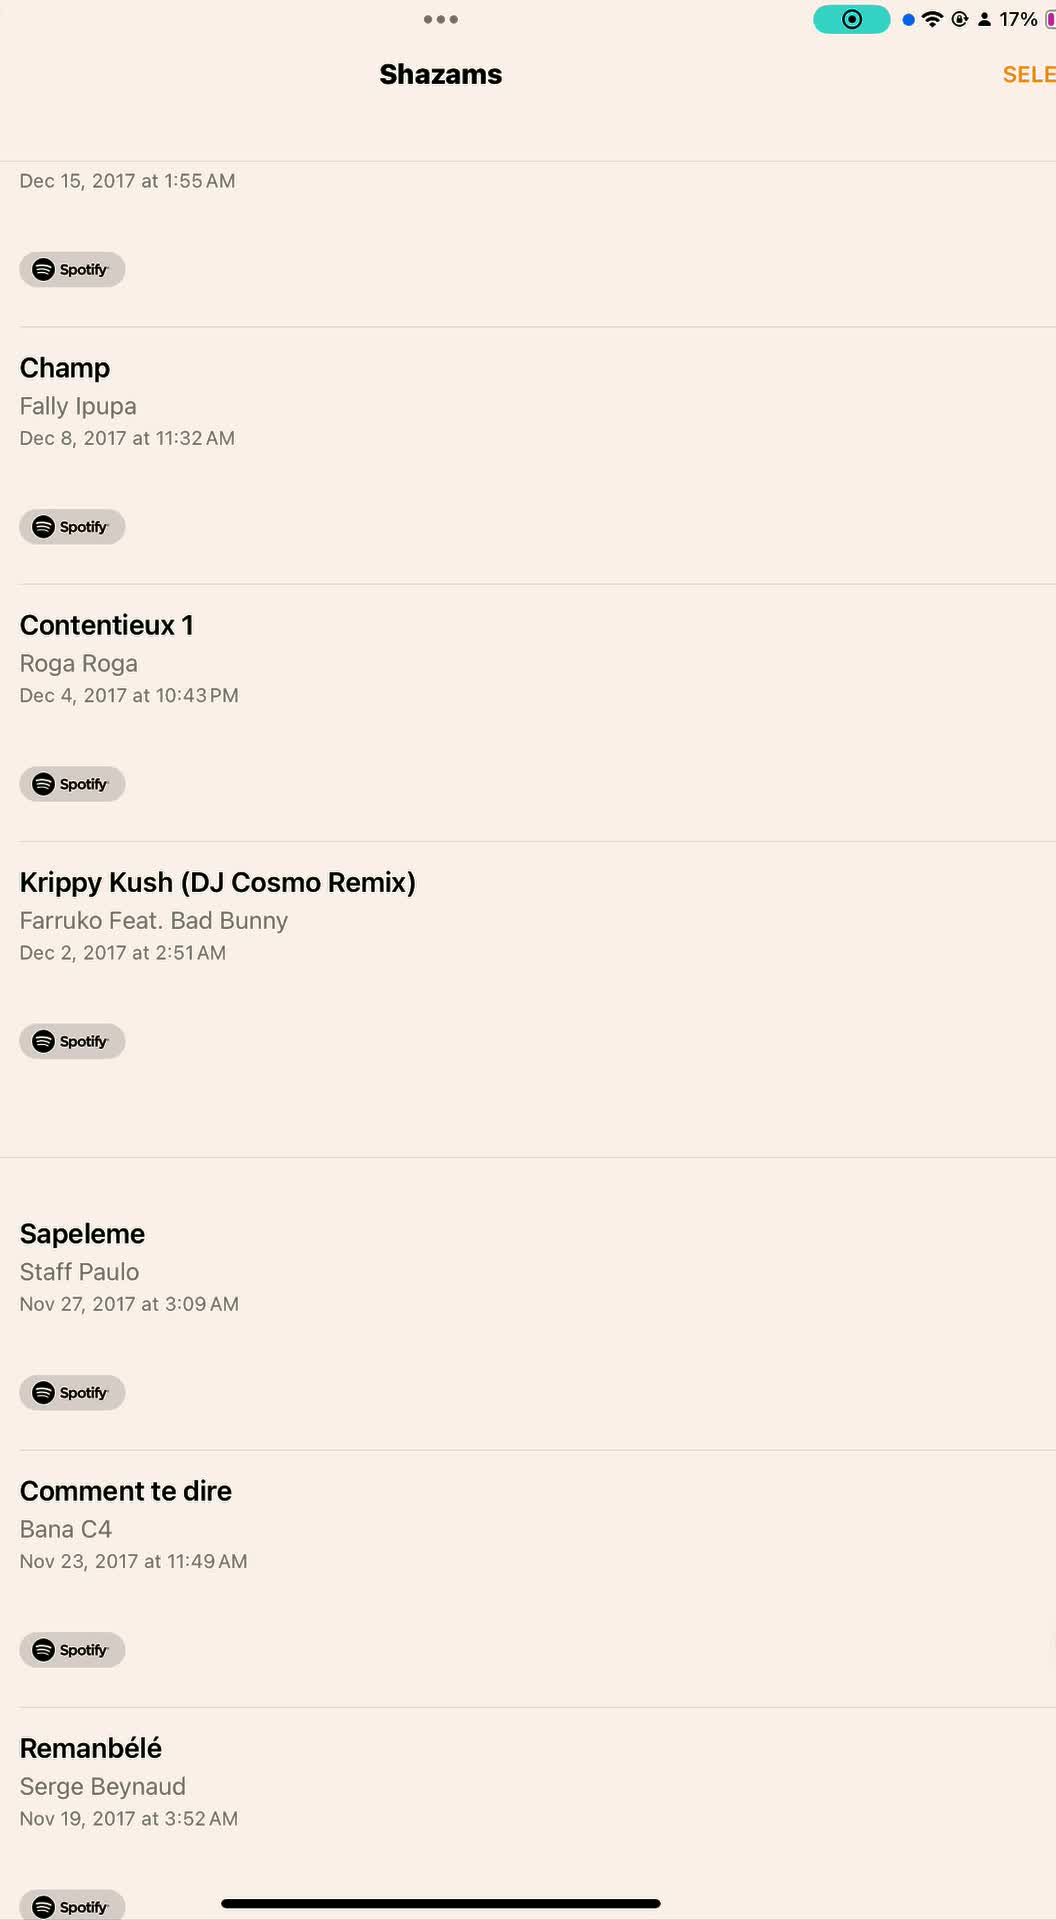 17%
Shazams
SELE
Dec 15, 2017 at 1:55 AM
Spotify
Champ
Fally Ipupa
Dec 8, 2017 at 11:32 AM
Spotify
Contentieux 1
Roga Roga
Dec 4, 2017 at 10:43 PM
Spotify
Krippy Kush (DJ Cosmo Remix)
Farruko Feat. Bad Bunny
Dec 2, 2017 at 2:51 AM
Spotify
Sapeleme
Staff Paulo
Nov 27, 2017 at 3:09 AM
Spotify
Comment te dire
Bana C4
Nov 23, 2017 at 11:49 AM
Spotify
Remanbélé
Serge Beynaud
Nov 19, 2017 at 3:52 AM
Spotify